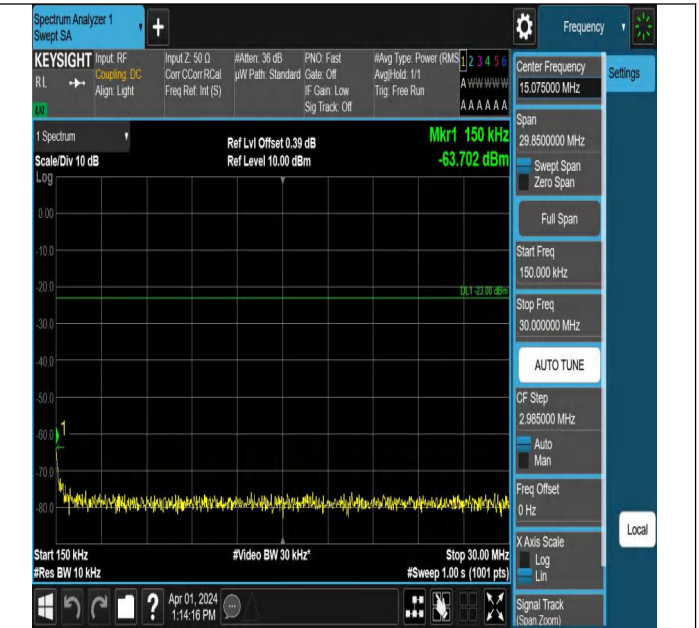 Spectrum Analyzer 1
Swept SA
Frequency
KEYSIGHT
RL
Input: RF
Coupling: DC
Align: Light
Input Z: 50 Ω
Corr CCorr RCal
Freq Ref: Int (S)
#Atten: 36 dB
µW Path: Standard
PNO: Fast
Gate: Off
IF Gain: Low
Sig Track: Off
#Avg Type: Power (RMS
Avg|Hold: 1/1
Trig: Free Run
1 2 3 4 5 6
A W W W W W
A A A A A A
1 Spectrum
Scale/Div 10 dB
Log
Ref Lvl Offset 0.39 dB
Ref Level 10.00 dBm
Mkr1 150 kHz
-63.702 dBm
0.00
-10.0
-20.0
DL1 -23.00 dBm
-30.0
-40.0
-50.0
-60.0
1
-70.0
-80.0
Start 150 kHz
#Res BW 10 kHz
#Video BW 30 kHz*
Stop 30.00 MHz
#Sweep 1.00 s (1001 pts)
?
Apr 01, 2024
1:14:16 PM
Center Frequency
15.075000 MHz
Settings
Span
29.8500000 MHz
Swept Span
Zero Span
Full Span
Start Freq
150.000 kHz
Stop Freq
30.000000 MHz
AUTO TUNE
CF Step
2.985000 MHz
Auto
Man
Freq Offset
0 Hz
X Axis Scale
Log
Lin
Local
Signal Track
(Span Zoom)